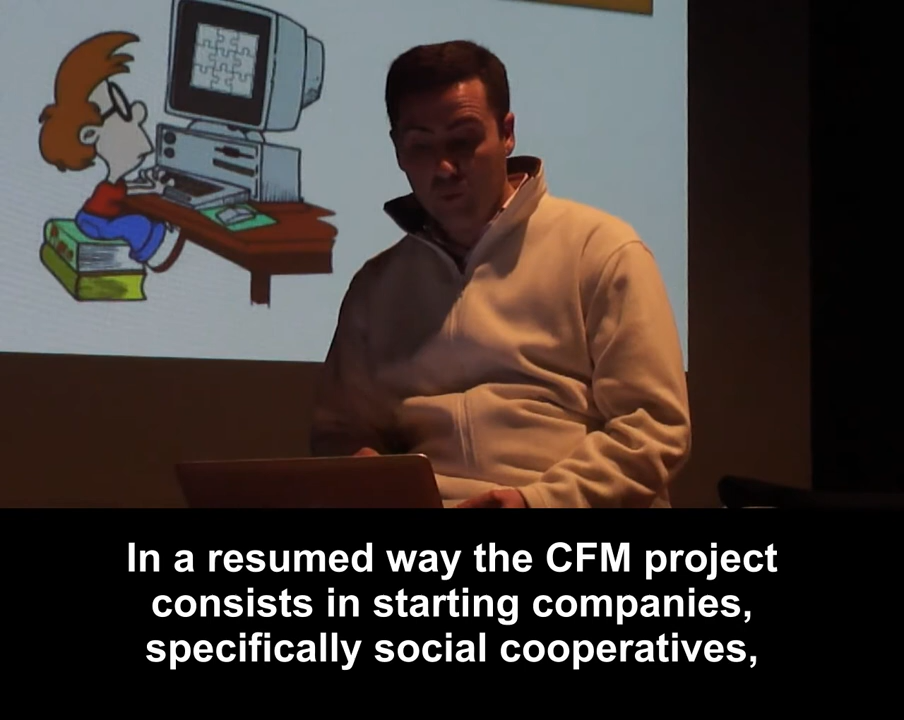 In a resumed way the CFM project
consists in starting companies,
specifically social cooperatives,